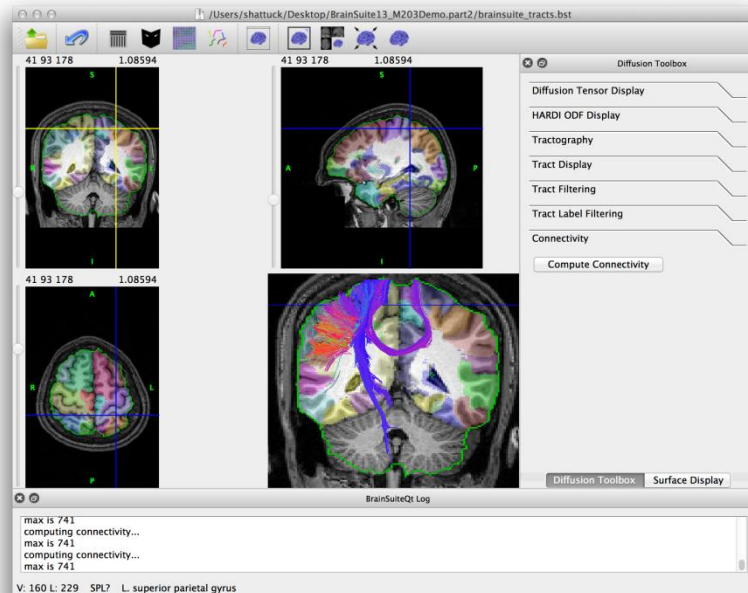 /Users/shattuck/Desktop/BrainSuite13_M203Demo.part2/brainsuite_tracts.bst
41 93 178 1.08594
S
R
I
41 93 178 1.08594
S
A P
I
41 93 178 1.08594
A
R L
P
Diffusion Toolbox
Diffusion Tensor Display
HARDI ODF Display
Tractography
Tract Display
Tract Filtering
Tract Label Filtering
Connectivity
Compute Connectivity
Diffusion Toolbox Surface Display
BrainSuiteQt Log
max is 741
computing connectivity...
max is 741
computing connectivity...
max is 741
V: 160 L: 229 SPL? L. superior parietal gyrus